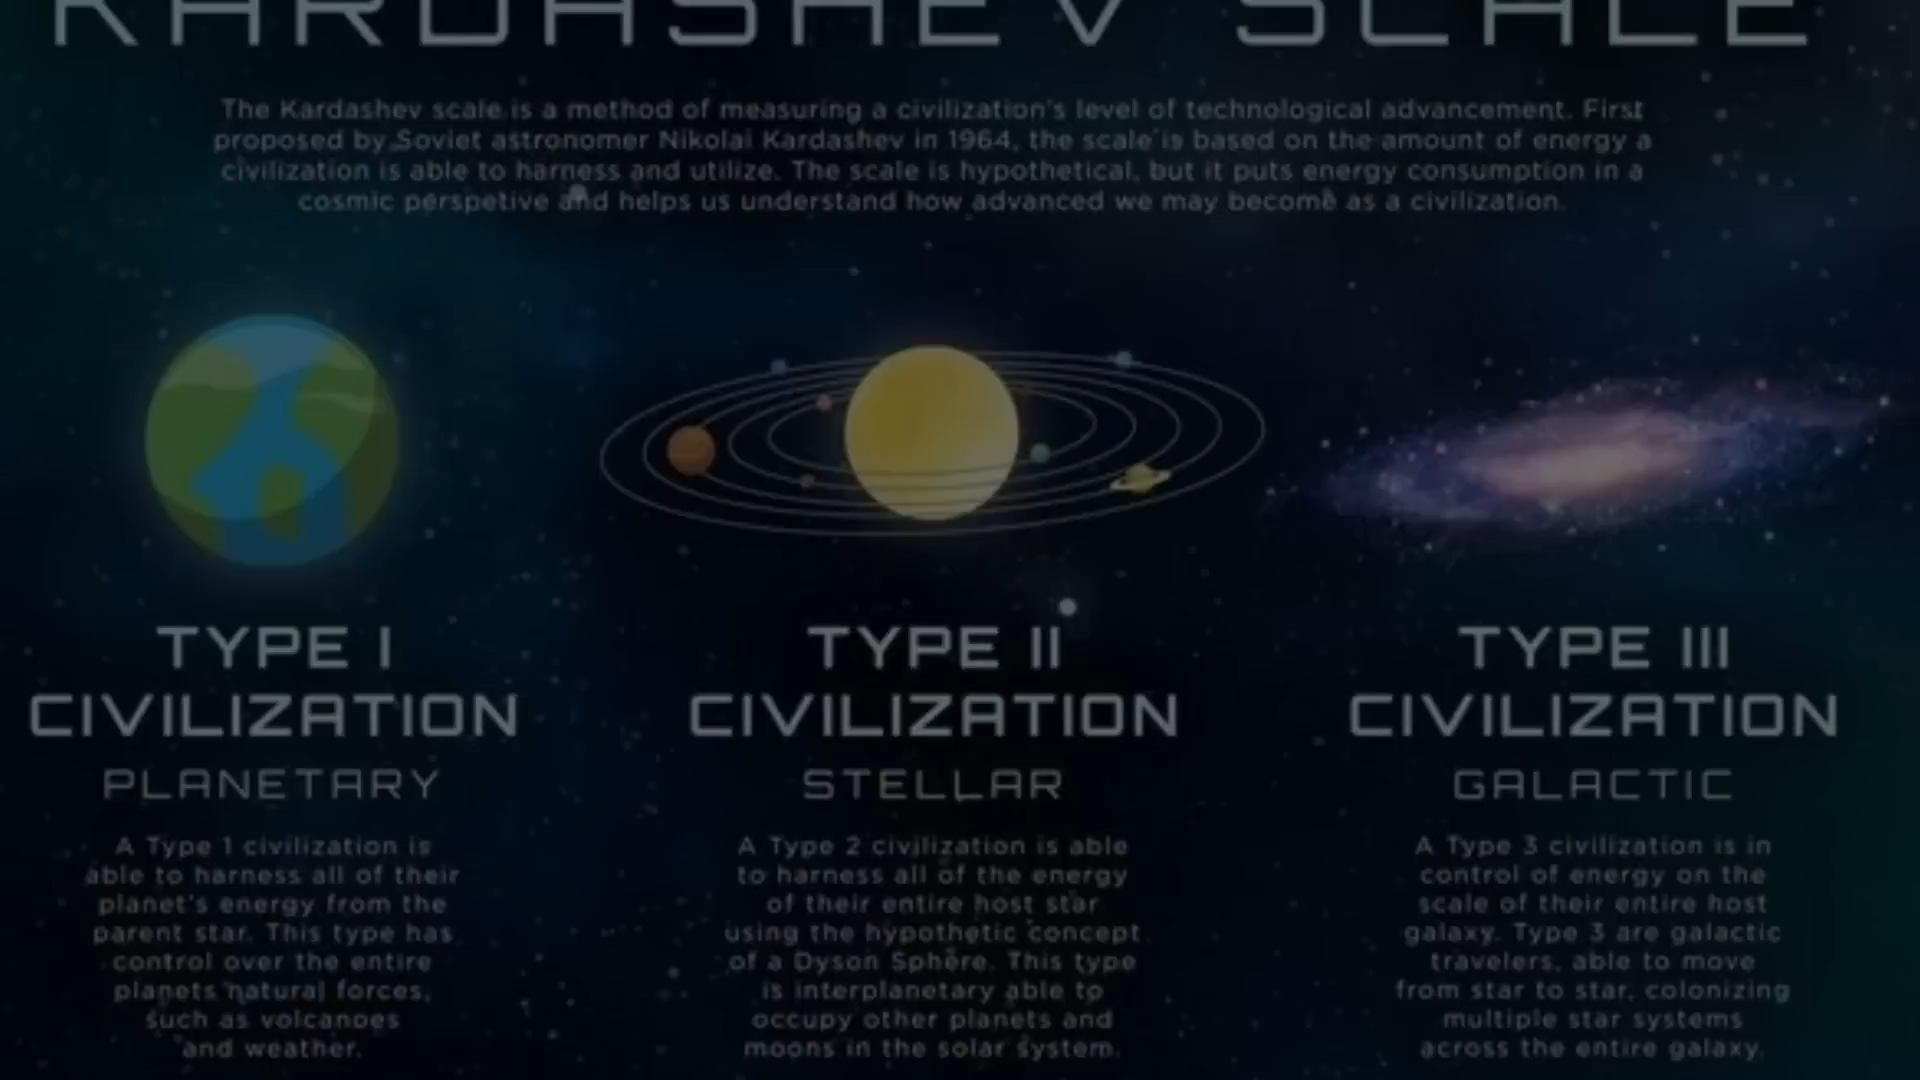 KARDASHEV SCALE
The Kardashev scale is a method of measuring a civilization's level of technological advancement. First
proposed by Soviet astronomer Nikolai Kardashev in 1964, the scale is based on the amount of energy a
civilization is able to harness and utilize. The scale is hypothetical, but it puts energy consumption in a
cosmic perspetive and helps us understand how advanced we may become as a civilization.
TYPE I
CIVILIZATION
PLANETARY
A Type 1 civilization is
able to harness all of their
planet's energy from the
parent star. This type has
control over the entire
planets natural forces,
such as volcanoes
and weather.
TYPE II
CIVILIZATION
STELLAR
A Type 2 civilization is able
to harness all of the energy
of their entire host star
using the hypothetic concept
of a Dyson Sphere. This type
is interplanetary able to
occupy other planets and
moons in the solar system.
TYPE III
CIVILIZATION
GALACTIC
A Type 3 civilization is in
control of energy on the
scale of their entire host
galaxy. Type 3 are galactic
travelers, able to move
from star to star, colonizing
multiple star systems
across the entire galaxy.